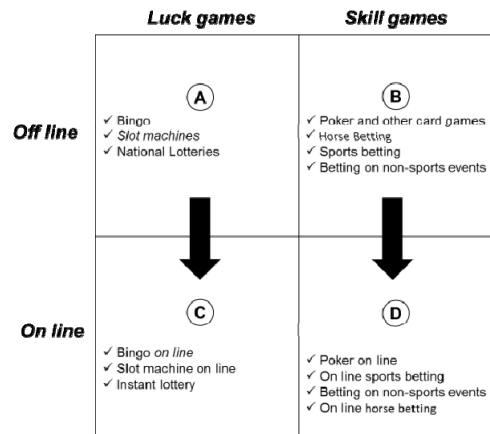 Luck games
Skill games
Off line
A
✓ Bingo
✓ Slot machines
✓ National Lotteries
B
✓ Poker and other card games
✓ Horse Betting
✓ Sports betting
✓ Betting on non-sports events
On line
C
✓ Bingo on line
✓ Slot machine on line
✓ Instant lottery
D
✓ Poker on line
✓ On line sports betting
✓ Betting on non-sports events
✓ On line horse betting